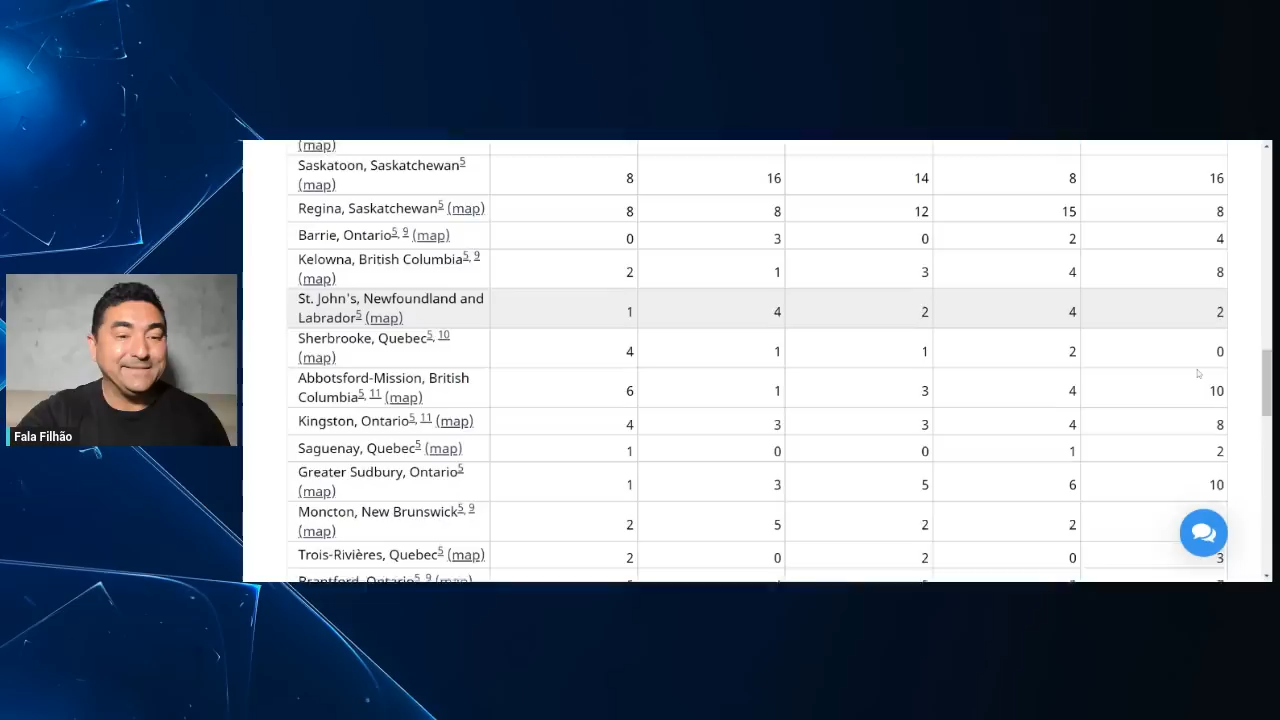 (map)
Saskatoon, Saskatchewan5
(map) 8 16 14 8 16
Regina, Saskatchewan5 (map) 8 8 12 15 8
Barrie, Ontario5, 9 (map) 0 3 0 2 4
Kelowna, British Columbia5, 9
(map) 2 1 3 4 8
St. John's, Newfoundland and
Labrador5 (map) 1 4 2 4 2
Sherbrooke, Quebec5, 10
(map) 4 1 1 2 0
Abbotsford-Mission, British
Columbia5, 11 (map) 6 1 3 4 10
Kingston, Ontario5, 11 (map) 4 3 3 4 8
Saguenay, Quebec5 (map) 1 0 0 1 2
Greater Sudbury, Ontario5
(map) 1 3 5 6 10
Moncton, New Brunswick5, 9
(map) 2 5 2 2
Trois-Rivières, Quebec5 (map) 2 0 2 0 3
Brantford, Ontario5, 9 (map)
Fala Filhão